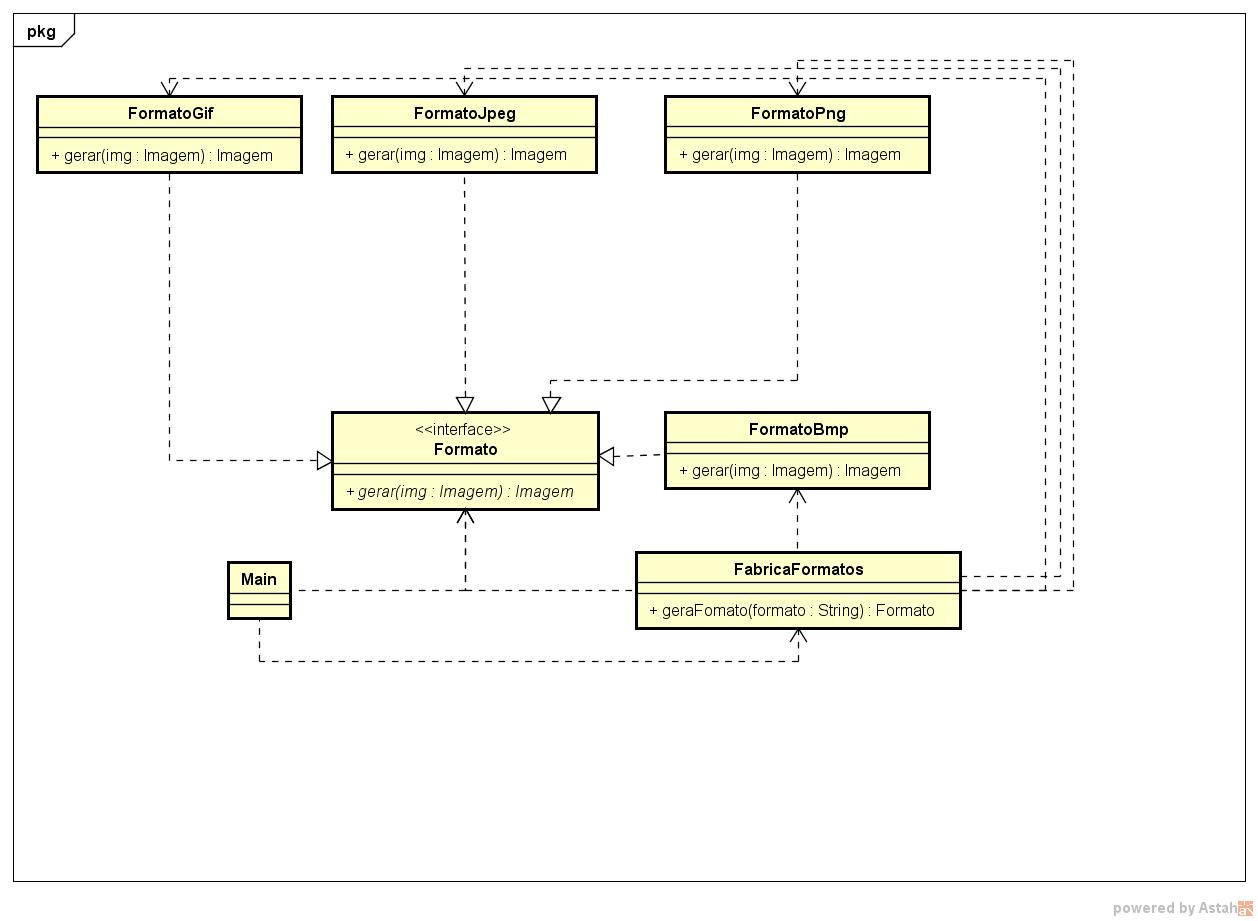 pkg
FormatoGif
+ gerar(img : Imagem) : Imagem
FormatoJpeg
+ gerar(img : Imagem) : Imagem
FormatoPng
+ gerar(img : Imagem) : Imagem
<<interface>>
Formato
+ gerar(img : Imagem) : Imagem
FormatoBmp
+ gerar(img : Imagem) : Imagem
Main
FabricaFormatos
+ geraFomato(formato : String) : Formato
powered by Astah